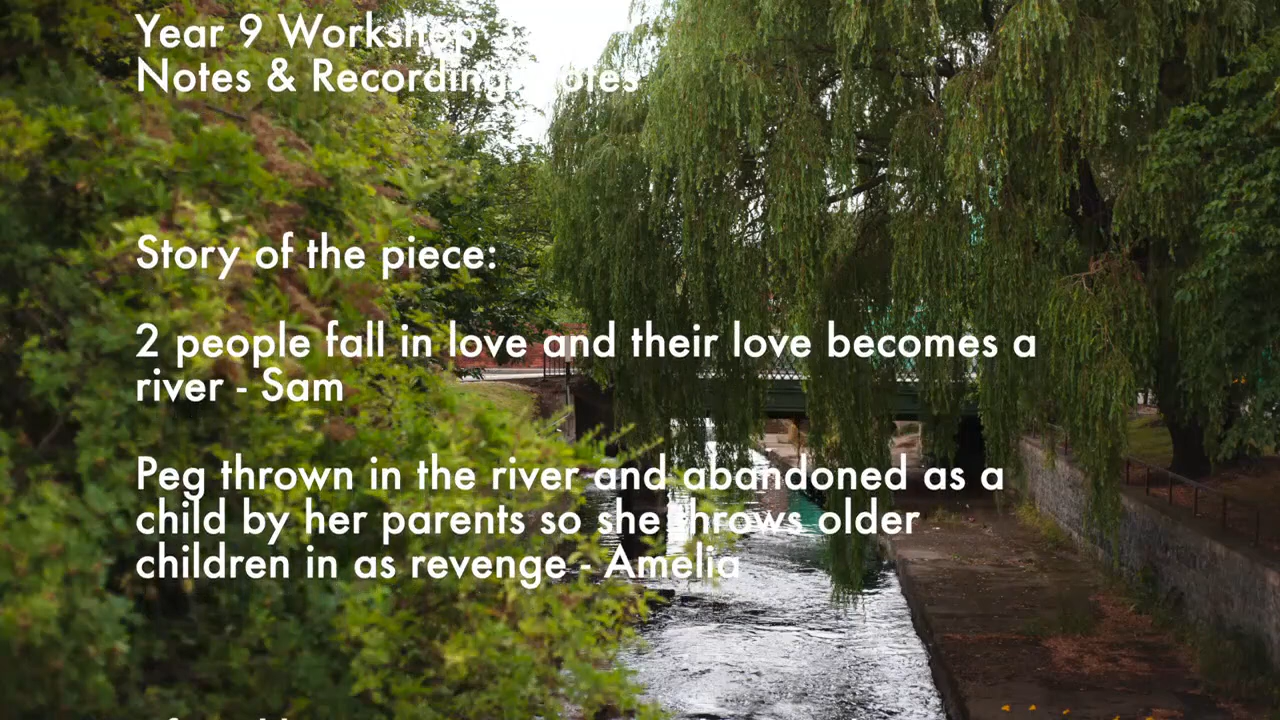 Year 9 Workshop
Notes & Recording Notes
Story of the piece:
2 people fall in love and their love becomes a
river - Sam
Peg thrown in the river and abandoned as a
child by her parents so she throws older
children in as revenge - Amelia